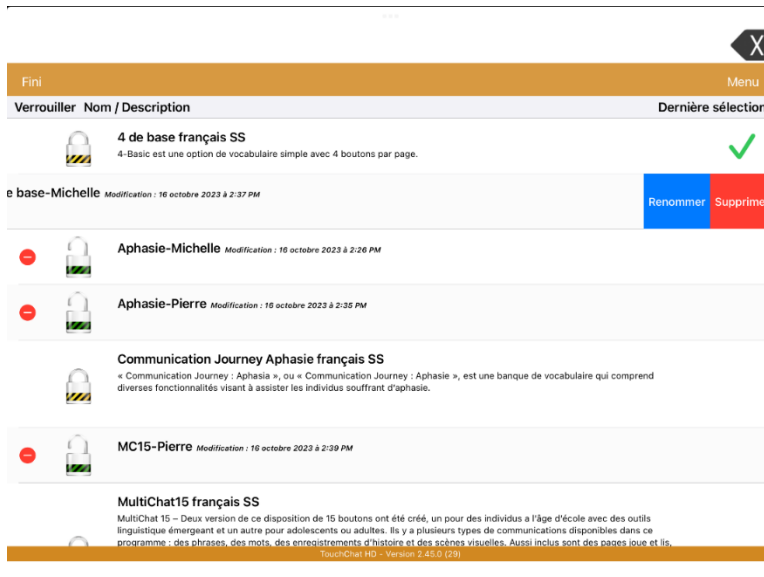 X
Fini Menu
Verrouiller Nom / Description Dernière sélection
4 de base français SS
4-Basic est une option de vocabulaire simple avec 4 boutons par page.
e base-Michelle Modification : 16 octobre 2023 à 2:37 PM
Renommer Supprime
Aphasie-Michelle Modification : 16 octobre 2023 à 2:26 PM
Aphasie-Pierre Modification : 16 octobre 2023 à 2:35 PM
Communication Journey Aphasie français SS
« Communication Journey : Aphasia », ou « Communication Journey : Aphasie », est une banque de vocabulaire qui comprend
diverses fonctionnalités visant à assister les individus souffrant d'aphasie.
MC15-Pierre Modification : 16 octobre 2023 à 2:39 PM
MultiChat15 français SS
MultiChat 15 – Deux version de ce disposition de 15 boutons ont été créé, un pour des individus a l'âge d'école avec des outils
linguistique émergeant et un autre pour adolescents ou adultes. Ils y a plusieurs types de communications disponibles dans ce
programme : des phrases, des mots, des enregistrements d'histoire et des scènes visuelles. Aussi inclus sont des pages joue et lis,
TouchChat HD - Version 2.45.0 (29)